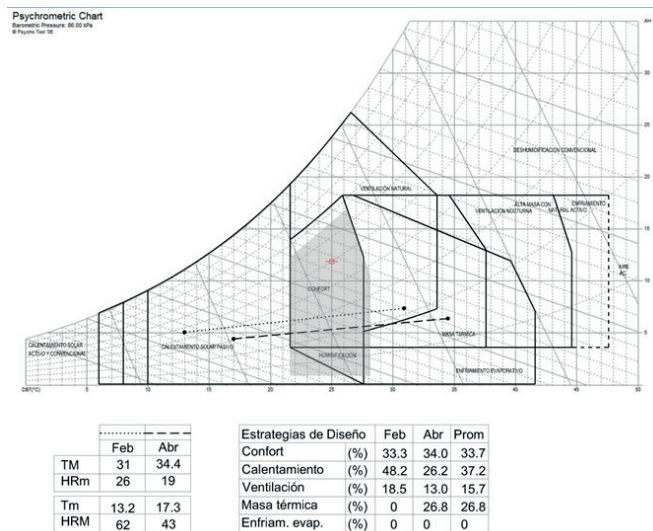 Psychrometric Chart
Barometric Pressure: 86.00 kPa
© Psycho Tool '06
AH
30
25
DESHUMIDIFICACIÓN CONVENCIONAL
20
VENTILACIÓN NATURAL
ALTA MASA CON ENFRIAMIENTO
VENTILACIÓN NOCTURNA NATURAL ACTIVO
15
AIRE
AC.
CONFORT
5
CALENTAMIENTO SOLAR
ACTIVO Y CONVENCIONAL
CALENTAMIENTO SOLAR PASIVO
MASA TÉRMICA
HUMIDIFICACIÓN
ENFRIAMIENTO EVAPORATIVO
DBT(°C) 5 10 15 20 25 30 35 40 45 50
Feb Abr
TM 31 34.4
HRm 26 19
Tm 13.2 17.3
HRM 62 43
Estrategias de Diseño Feb Abr Prom
Confort (%) 33.3 34.0 33.7
Calentamiento (%) 48.2 26.2 37.2
Ventilación (%) 18.5 13.0 15.7
Masa térmica (%) 0 26.8 26.8
Enfriam. evap. (%) 0 0 0